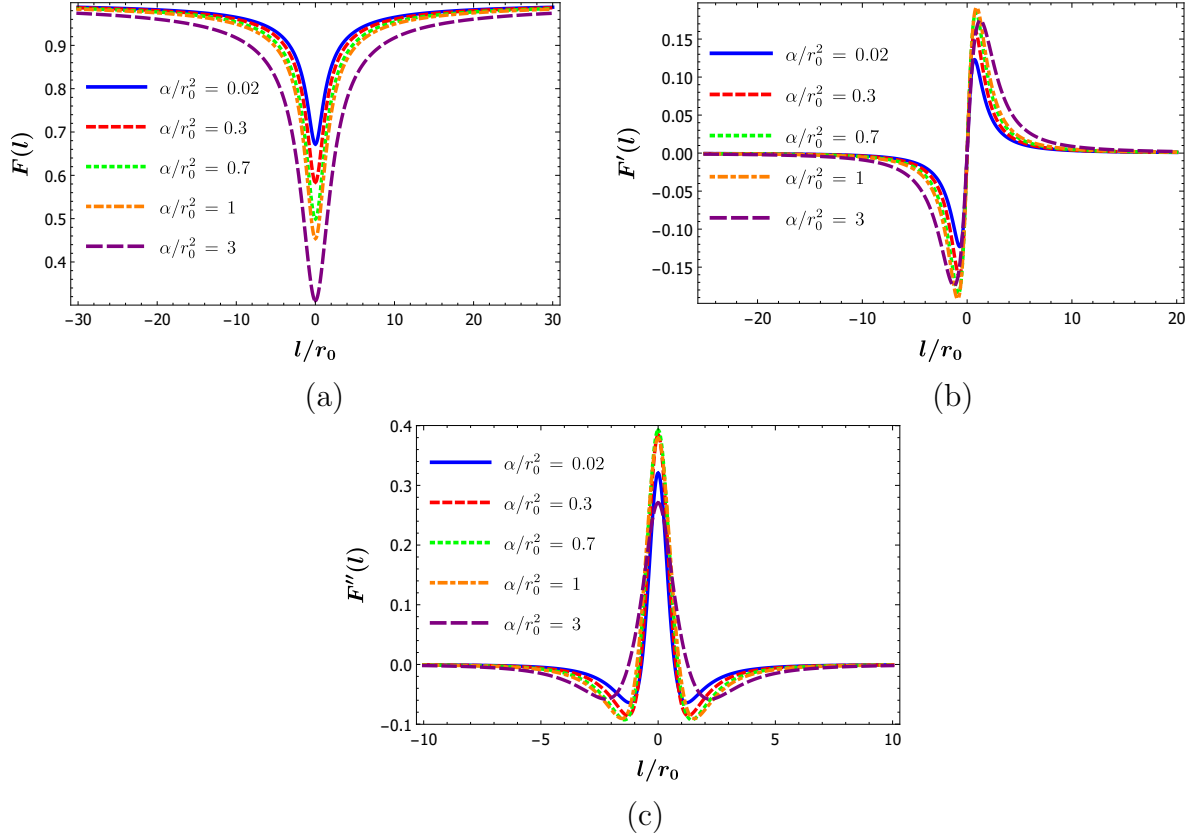 0.9
0.8
0.7
0.6
0.5
0.4
F(l)
α/r₀² = 0.02
α/r₀² = 0.3
α/r₀² = 0.7
α/r₀² = 1
α/r₀² = 3
−30 −20 −10 0 10 20 30
l/r₀
(a)
0.15
0.10
0.05
0.00
−0.05
−0.10
−0.15
F′(l)
α/r₀² = 0.02
α/r₀² = 0.3
α/r₀² = 0.7
α/r₀² = 1
α/r₀² = 3
−20 −10 0 10 20
l/r₀
(b)
0.4
0.3
0.2
0.1
0.0
−0.1
F″(l)
α/r₀² = 0.02
α/r₀² = 0.3
α/r₀² = 0.7
α/r₀² = 1
α/r₀² = 3
−10 −5 0 5 10
l/r₀
(c)